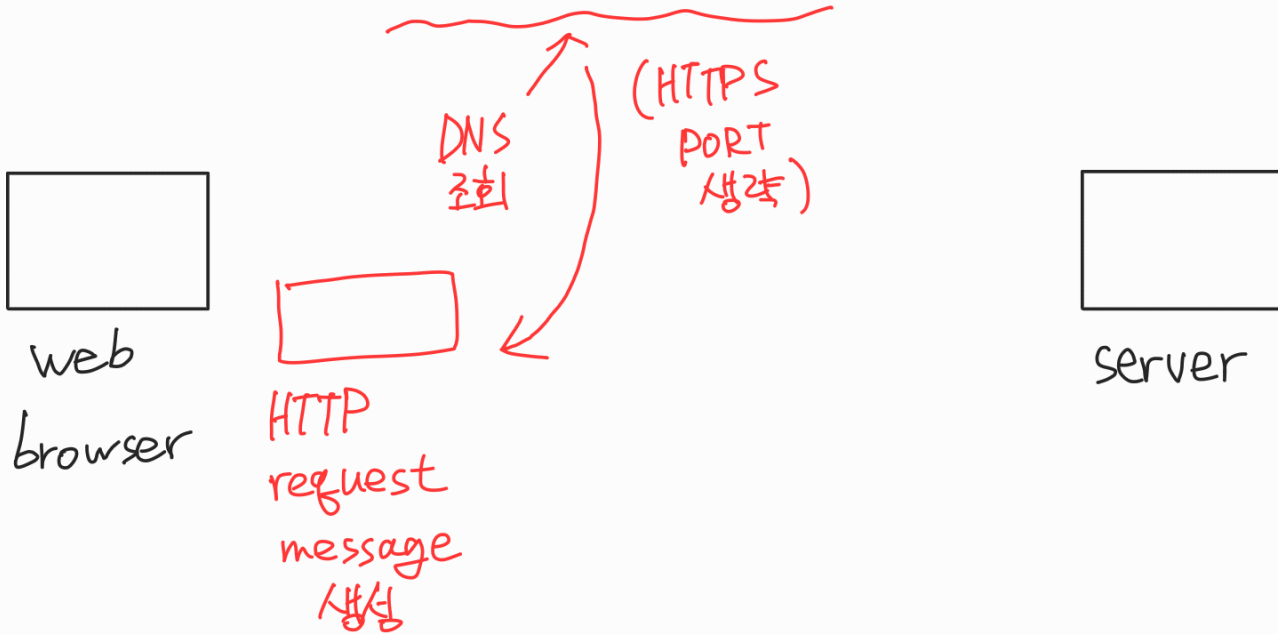 DNS
조회
(HTTPS
PORT
생략)
web
browser
HTTP
request
message
생성
server